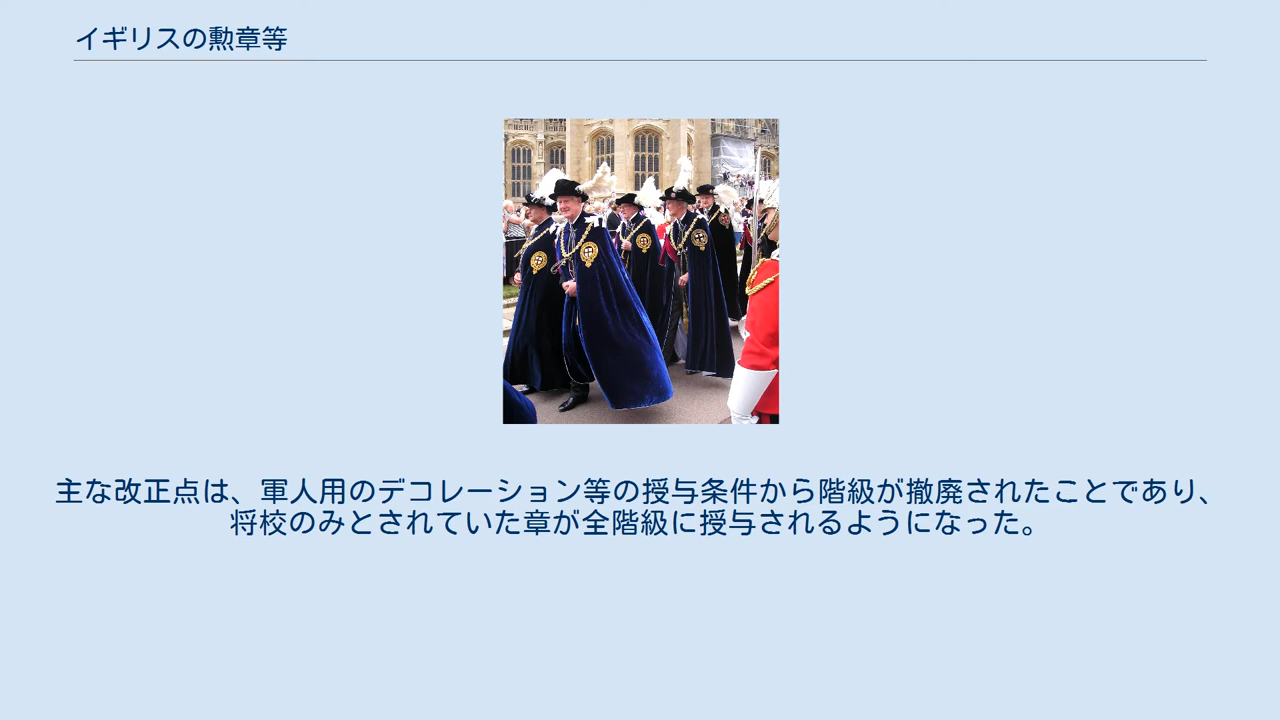 イギリスの勲章等
主な改正点は、軍人用のデコレーション等の授与条件から階級が撤廃されたことであり、
将校のみとされていた章が全階級に授与されるようになった。